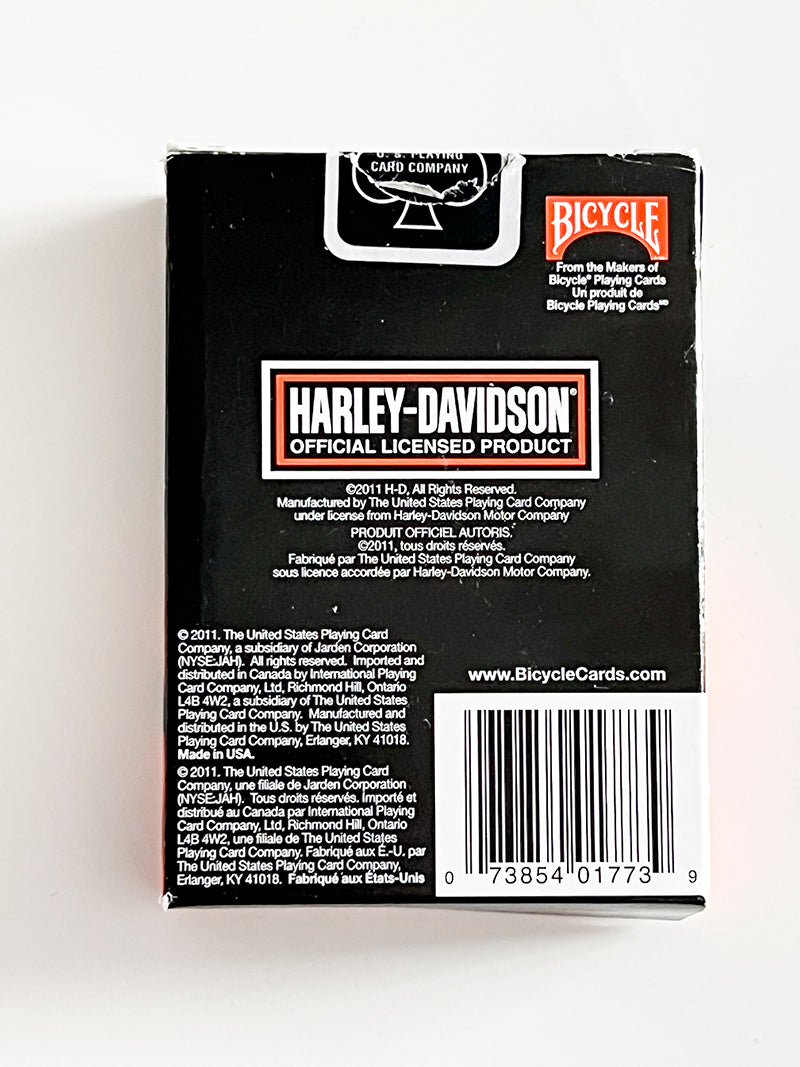 U. S. PLAYING
CARD COMPANY
BICYCLE
From the Makers of
Bicycle® Playing Cards
Un produit de
Bicycle Playing Cards MD
HARLEY-DAVIDSON®
OFFICIAL LICENSED PRODUCT
©2011 H-D, All Rights Reserved.
Manufactured by The United States Playing Card Company
under license from Harley-Davidson Motor Company
PRODUIT OFFICIEL AUTORIS.
©2011, tous droits réservés.
Fabriqué par The United States Playing Card Company
sous licence accordée par Harley-Davidson Motor Company.
© 2011. The United States Playing Card
Company, a subsidiary of Jarden Corporation
(NYSE:JAH). All rights reserved. Imported and
distributed in Canada by International Playing
Card Company, Ltd, Richmond Hill, Ontario
L4B 4W2, a subsidiary of The United States
Playing Card Company. Manufactured and
distributed in the U.S. by The United States
Playing Card Company, Erlanger, KY 41018.
Made in USA.
© 2011. The United States Playing Card
Company, une filiale de Jarden Corporation
(NYSE:JAH). Tous droits réservés. Importé et
distribué au Canada par International Playing
Card Company, Ltd, Richmond Hill, Ontario
L4B 4W2, une filiale de The United States
Playing Card Company. Fabriqué aux É.-U. par
The United States Playing Card Company,
Erlanger, KY 41018. Fabriqué aux États-Unis
www.BicycleCards.com
0 73854 01773 9